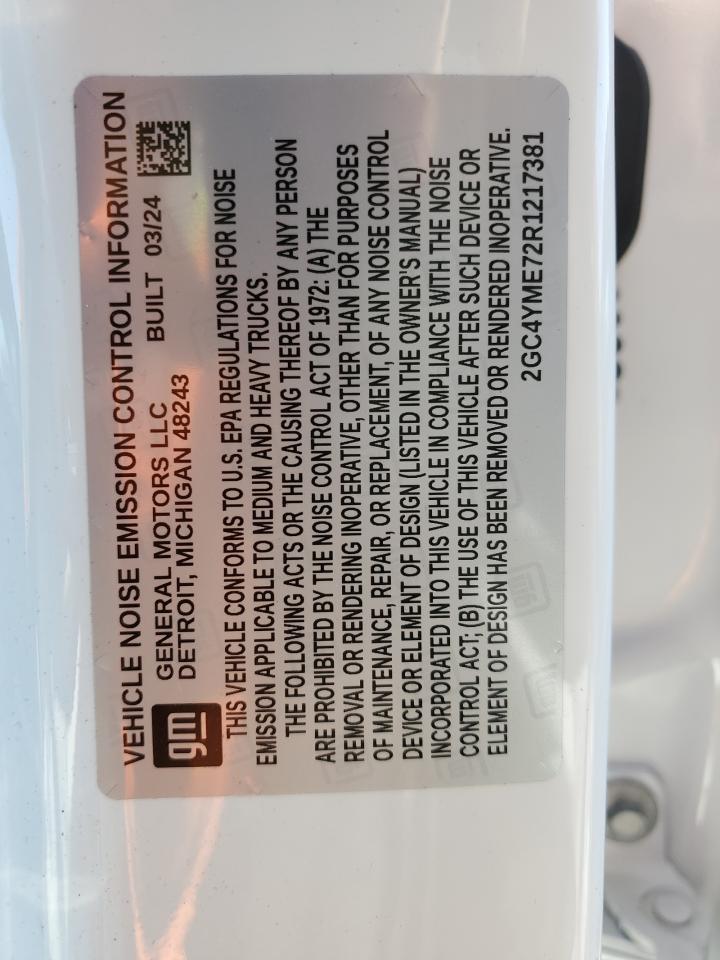 VEHICLE NOISE EMISSION CONTROL INFORMATION
gm
GENERAL MOTORS LLC
DETROIT, MICHIGAN 48243 BUILT 03/24
THIS VEHICLE CONFORMS TO U.S. EPA REGULATIONS FOR NOISE
EMISSION APPLICABLE TO MEDIUM AND HEAVY TRUCKS.
THE FOLLOWING ACTS OR THE CAUSING THEREOF BY ANY PERSON
ARE PROHIBITED BY THE NOISE CONTROL ACT OF 1972: (A) THE
REMOVAL OR RENDERING INOPERATIVE, OTHER THAN FOR PURPOSES
OF MAINTENANCE, REPAIR, OR REPLACEMENT, OF ANY NOISE CONTROL
DEVICE OR ELEMENT OF DESIGN (LISTED IN THE OWNER'S MANUAL)
INCORPORATED INTO THIS VEHICLE IN COMPLIANCE WITH THE NOISE
CONTROL ACT; (B) THE USE OF THIS VEHICLE AFTER SUCH DEVICE OR
ELEMENT OF DESIGN HAS BEEN REMOVED OR RENDERED INOPERATIVE.
2GC4YME72R1217381